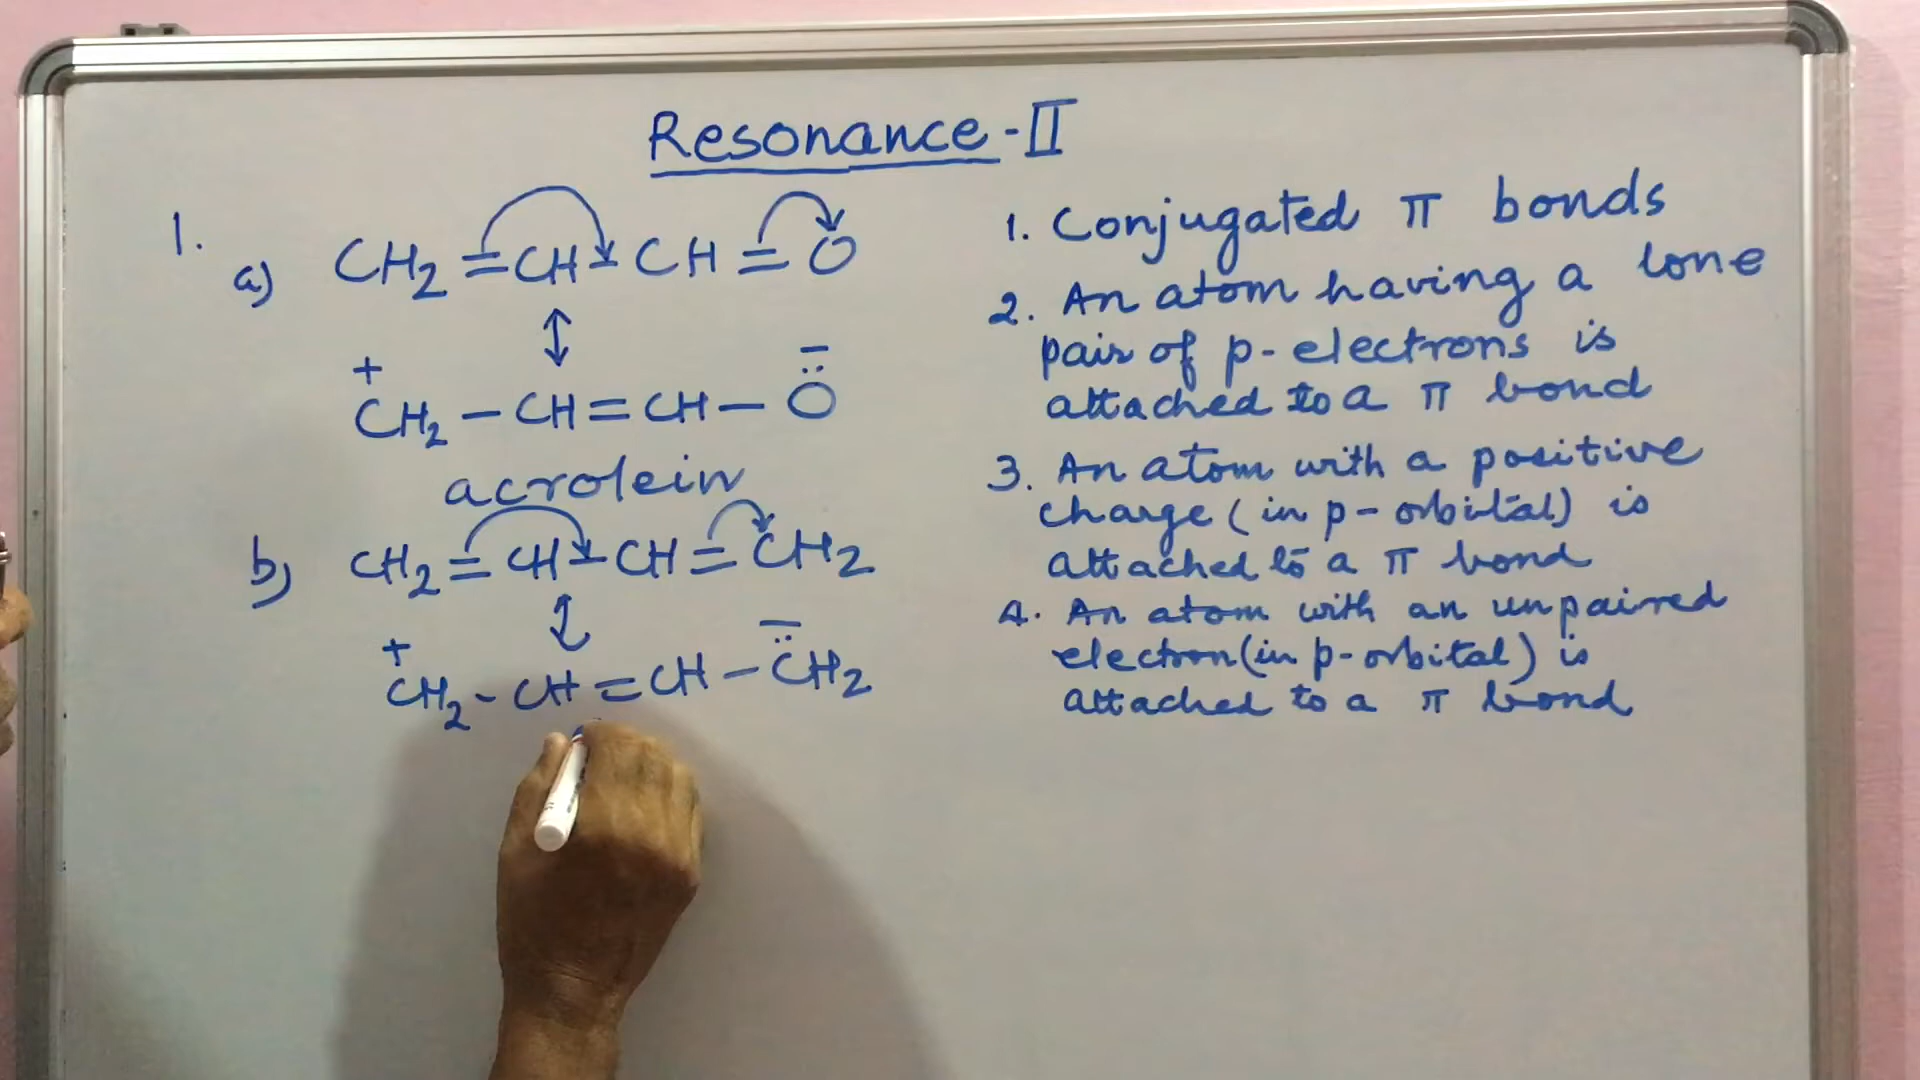 Resonance-II
1.
a) CH2=CH-CH=O
↕
+ −
CH2-CH=CH-Ö
acrolein
b) CH2=CH-CH=CH2
↕
+ −
CH2-CH=CH-C̈H2
1. Conjugated π bonds
2. An atom having a lone
pair of p-electrons is
attached to a π bond
3. An atom with a positive
charge (in p-orbital) is
attached to a π bond
4. An atom with an unpaired
electron (in p-orbital) is
attached to a π bond